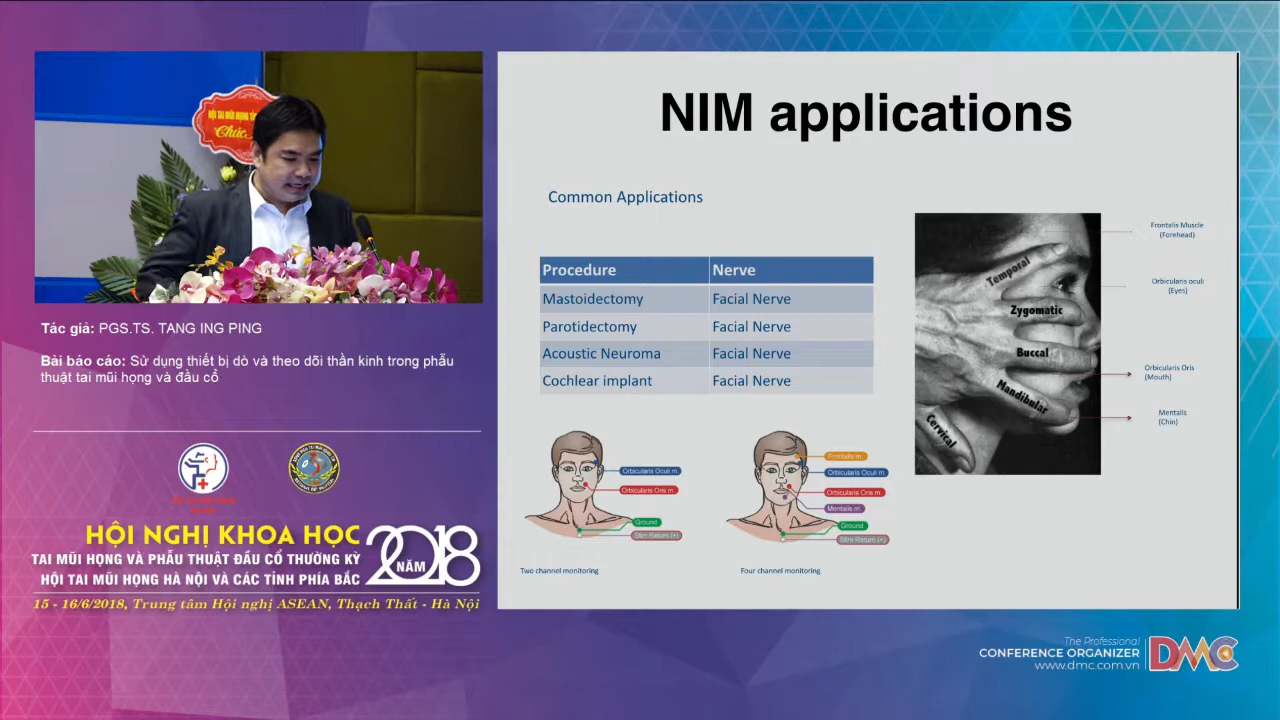 HỘI TAI MŨI HỌNG
Chúc
Tác giả: PGS.TS. TANG ING PING
Bài báo cáo: Sử dụng thiết bị dò và theo dõi thần kinh trong phẫu
thuật tai mũi họng và đầu cổ
HỘI NGHỊ KHOA HỌC
TAI MŨI HỌNG VÀ PHẪU THUẬT ĐẦU CỔ THƯỜNG KỲ
HỘI TAI MŨI HỌNG HÀ NỘI VÀ CÁC TỈNH PHÍA BẮC
NĂM 2018
15 - 16/6/2018, Trung tâm Hội nghị ASEAN, Thạch Thất - Hà Nội
NIM applications
Common Applications
Procedure Nerve
Mastoidectomy Facial Nerve
Parotidectomy Facial Nerve
Acoustic Neuroma Facial Nerve
Cochlear implant Facial Nerve
Orbicularis Oculi m.
Orbicularis Oris m.
Ground
Stim Return (+)
Two channel monitoring
Frontalis m.
Orbicularis Oculi m.
Orbicularis Oris m.
Mentalis m.
Ground
Stim Return (+)
Four channel monitoring
Temporal
Zygomatic
Buccal
Mandibular
Cervical
Frontalis Muscle
(Forehead)
Orbicularis oculi
(Eyes)
Orbicularis Oris
(Mouth)
Mentalis
(Chin)
The Professional
CONFERENCE ORGANIZER
www.dmc.com.vn
DMC